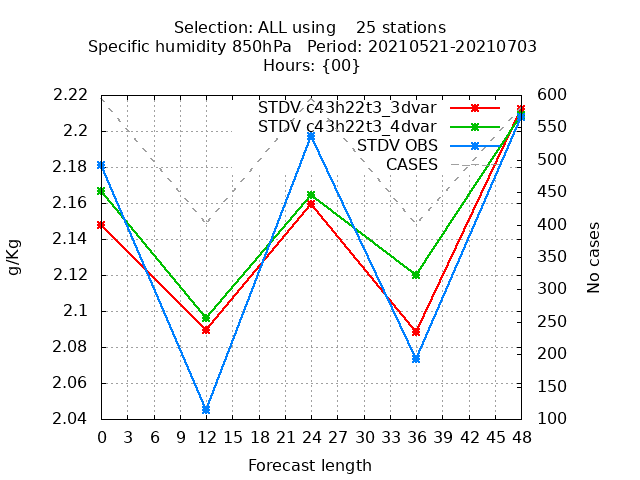 Selection: ALL using    25 stations
Specific humidity 850hPa   Period: 20210521-20210703
Hours: {00}
STDV c43h22t3_3dvar
STDV c43h22t3_4dvar
STDV OBS
CASES
2.22
2.2
2.18
2.16
2.14
2.12
2.1
2.08
2.06
2.04
g/Kg
600
550
500
450
400
350
300
250
200
150
100
No cases
0 3 6 9 12 15 18 21 24 27 30 33 36 39 42 45 48
Forecast length